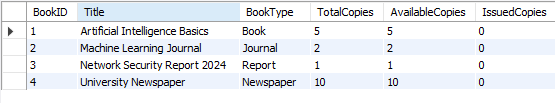 BookID Title BookType TotalCopies AvailableCopies IssuedCopies
1 Artificial Intelligence Basics Book 5 5 0
2 Machine Learning Journal Journal 2 2 0
3 Network Security Report 2024 Report 1 1 0
4 University Newspaper Newspaper 10 10 0